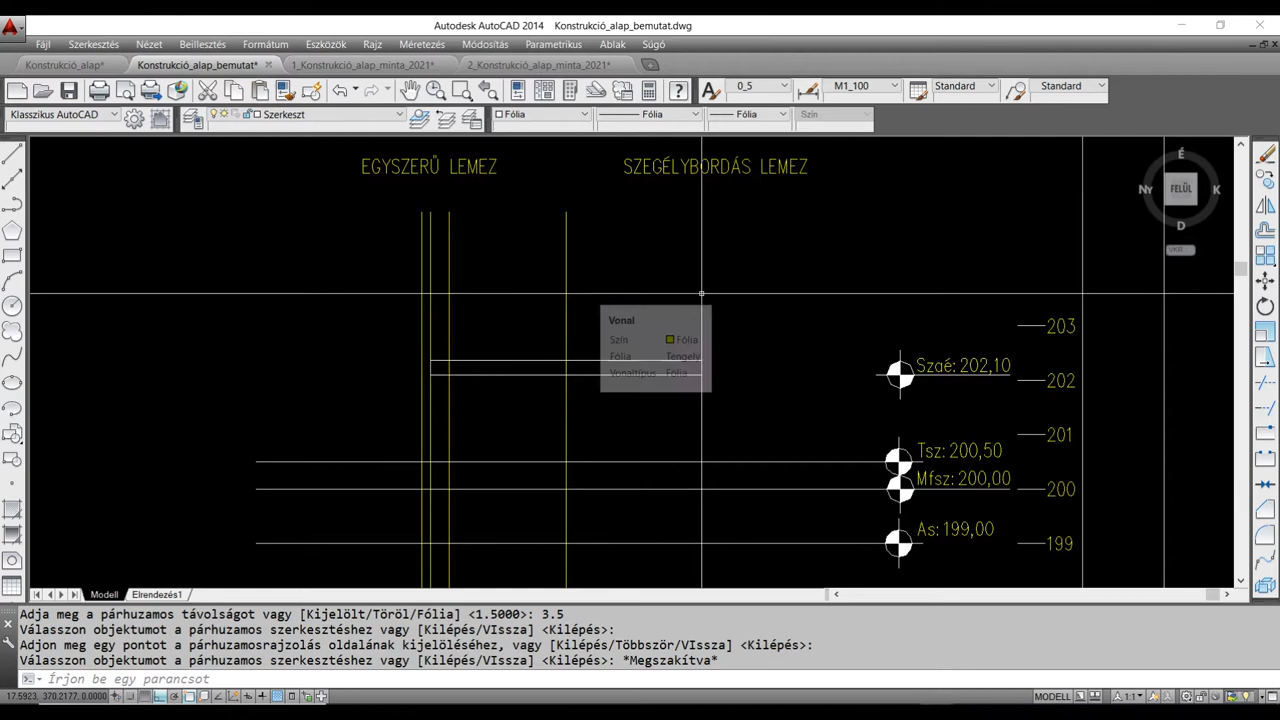 Autodesk AutoCAD 2014 Konstrukció_alap_bemutat.dwg
Fájl Szerkesztés Nézet Beillesztés Formátum Eszközök Rajz Méretezés Módosítás Parametrikus Ablak Súgó
Konstrukció_alap* Konstrukció_alap_bemutat* 1_Konstrukció_alap_minta_2021* 2_Konstrukció_alap_minta_2021*
0_5 M1_100 Standard Standard
Klasszikus AutoCAD Szerkeszt Fólia Fólia Fólia Szín
EGYSZERŰ LEMEZ SZEGÉLYBORDÁS LEMEZ
É
NY FELÜL K
D
VKR
Vonal
Szín Fólia
Fólia Tengely
Vonaltípus Fólia
203
Szaé: 202,10
202
201
Tsz: 200,50
Mfsz: 200,00
200
As: 199,00
199
Modell Elrendezés1
Adja meg a párhuzamos távolságot vagy [Kijelölt/Töröl/Fólia] <1.5000>: 3.5
Válasszon objektumot a párhuzamos szerkesztéshez vagy [Kilépés/VIssza] <Kilépés>:
Adjon meg egy pontot a párhuzamosrajzolás oldalának kijelöléséhez, vagy [Kilépés/Többször/VIssza] <Kilépés>:
Válasszon objektumot a párhuzamos szerkesztéshez vagy [Kilépés/VIssza] <Kilépés>: *Megszakítva*
Írjon be egy parancsot
17.5923, 370.2177, 0.0000 MODELL 1:1